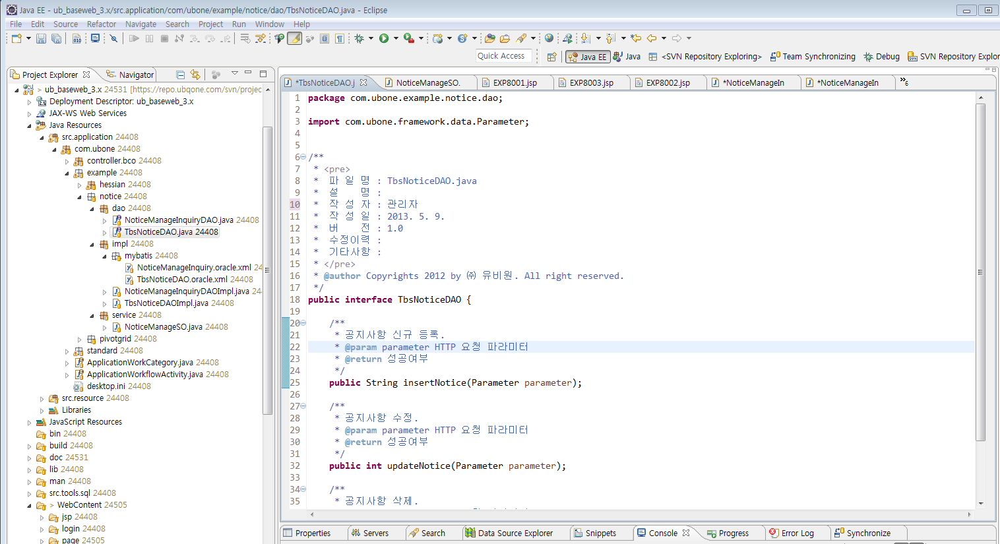 Java EE - ub_baseweb_3.x/src.application/com/ubone/example/notice/dao/TbsNoticeDAO.java - Eclipse
File Edit Source Refactor Navigate Search Project Run Window Help
Quick Access
Java EE Java <SVN Repository Exploring> Team Synchronizing Debug SVN Repository Explor
Project Explorer Navigator
> ub_baseweb_3.x 24531 [https://repo.ubqone.com/svn/projec
Deployment Descriptor: ub_baseweb_3.x
JAX-WS Web Services
Java Resources
src.application 24408
com.ubone 24408
controller.bco 24408
example 24408
hessian 24408
notice 24408
dao 24408
NoticeManageInquiryDAO.java 24408
TbsNoticeDAO.java 24408
impl 24408
mybatis 24408
NoticeManageInquiry.oracle.xml 24
TbsNoticeDAO.oracle.xml 24408
NoticeManageInquiryDAOImpl.java 24
TbsNoticeDAOImpl.java 24408
service 24408
NoticeManageSO.java 24408
pivotgrid 24408
standard 24408
ApplicationWorkCategory.java 24408
ApplicationWorkflowActivity.java 24408
desktop.ini 24408
src.resource 24408
Libraries
JavaScript Resources
bin 24408
build 24408
doc 24531
lib 24408
man 24408
src.tools.sql 24408
> WebContent 24505
jsp 24408
login 24408
page 24505
*TbsNoticeDAO.j NoticeManageSO. EXP8001.jsp EXP8003.jsp EXP8002.jsp *NoticeManageIn *NoticeManageIn »6
1 package com.ubone.example.notice.dao;
2
3 import com.ubone.framework.data.Parameter;
4
5
6 /**
7 * <pre>
8 * 파 일 명 : TbsNoticeDAO.java
9 * 설 명 :
10 * 작 성 자 : 관리자
11 * 작 성 일 : 2013. 5. 9.
12 * 버 전 : 1.0
13 * 수정이력 :
14 * 기타사항 :
15 * </pre>
16 * @author Copyrights 2012 by ㈜ 유비원. All right reserved.
17 */
18 public interface TbsNoticeDAO {
19
20 /**
21 * 공지사항 신규 등록.
22 * @param parameter HTTP 요청 파라미터
23 * @return 성공여부
24 */
25 public String insertNotice(Parameter parameter);
26
27 /**
28 * 공지사항 수정.
29 * @param parameter HTTP 요청 파라미터
30 * @return 성공여부
31 */
32 public int updateNotice(Parameter parameter);
33
34 /**
35 * 공지사항 삭제.
Properties Servers Search Data Source Explorer Snippets Console Progress Error Log Synchronize